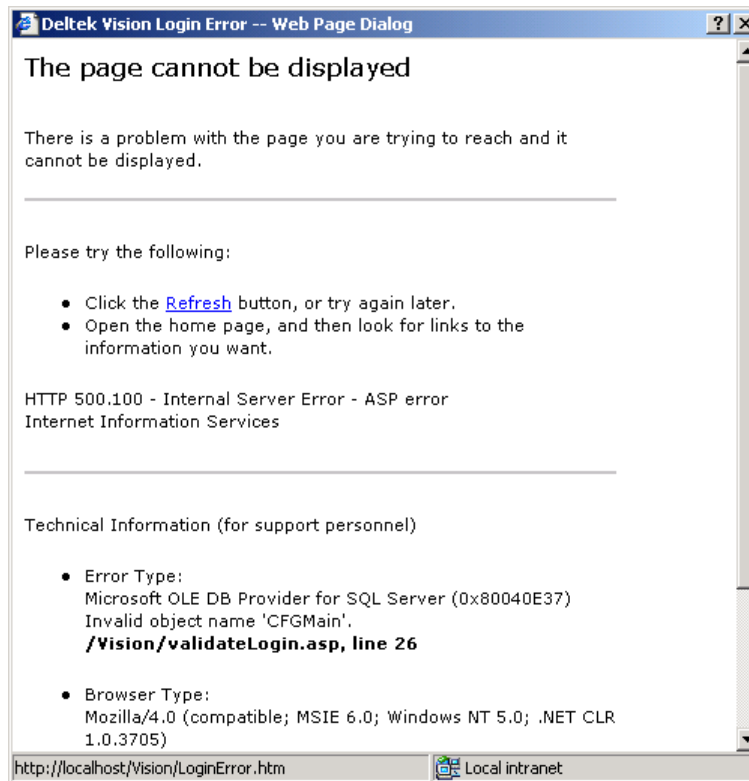 Deltek Vision Login Error -- Web Page Dialog
The page cannot be displayed
There is a problem with the page you are trying to reach and it
cannot be displayed.
Please try the following:
• Click the Refresh button, or try again later.
• Open the home page, and then look for links to the
information you want.
HTTP 500.100 - Internal Server Error - ASP error
Internet Information Services
Technical Information (for support personnel)
• Error Type:
Microsoft OLE DB Provider for SQL Server (0x80040E37)
Invalid object name 'CFGMain'.
/Vision/validateLogin.asp, line 26
• Browser Type:
Mozilla/4.0 (compatible; MSIE 6.0; Windows NT 5.0; .NET CLR
1.0.3705)
http://localhost/Vision/LoginError.htm Local intranet